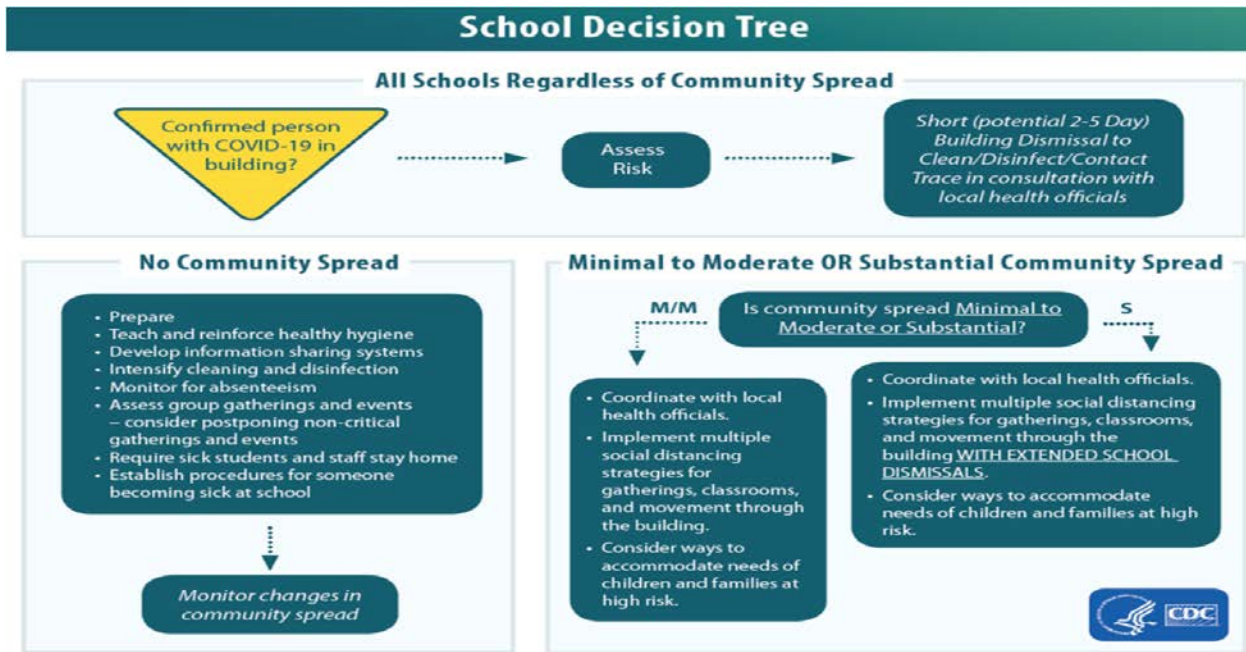 School Decision Tree
All Schools Regardless of Community Spread
Confirmed person
with COVID-19 in
building?
Assess
Risk
Short (potential 2-5 Day)
Building Dismissal to
Clean/Disinfect/Contact
Trace in consultation with
local health officials
No Community Spread
• Prepare
• Teach and reinforce healthy hygiene
• Develop information sharing systems
• Intensify cleaning and disinfection
• Monitor for absenteeism
• Assess group gatherings and events
– consider postponing non-critical
gatherings and events
• Require sick students and staff stay home
• Establish procedures for someone
becoming sick at school
Monitor changes in
community spread
Minimal to Moderate OR Substantial Community Spread
M/M
Is community spread Minimal to
Moderate or Substantial?
S
• Coordinate with local
health officials.
• Implement multiple
social distancing
strategies for
gatherings, classrooms,
and movement through
the building.
• Consider ways to
accommodate needs of
children and families at
high risk.
• Coordinate with local health officials.
• Implement multiple social distancing
strategies for gatherings, classrooms,
and movement through the
building WITH EXTENDED SCHOOL
DISMISSALS.
• Consider ways to accommodate
needs of children and families at high
risk.
CDC